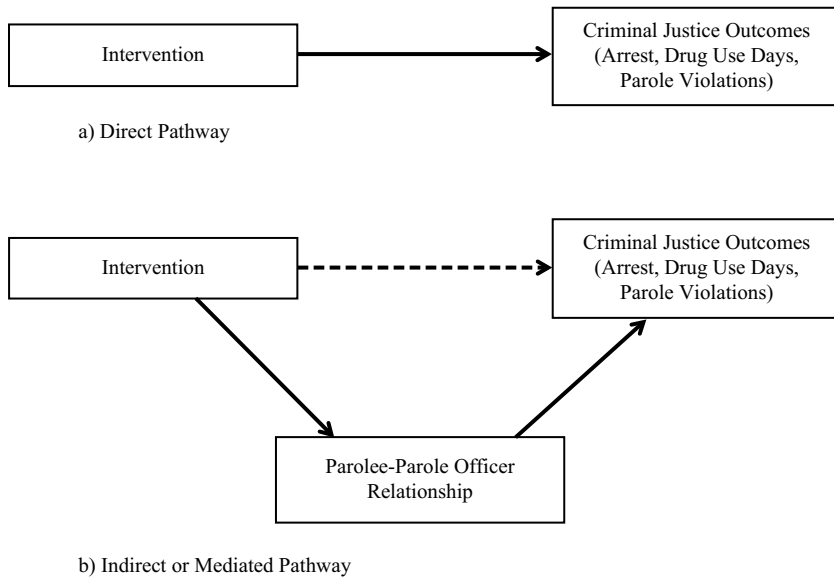 Intervention
Criminal Justice Outcomes
(Arrest, Drug Use Days,
Parole Violations)
a) Direct Pathway
Intervention
Criminal Justice Outcomes
(Arrest, Drug Use Days,
Parole Violations)
Parolee-Parole Officer
Relationship
b) Indirect or Mediated Pathway